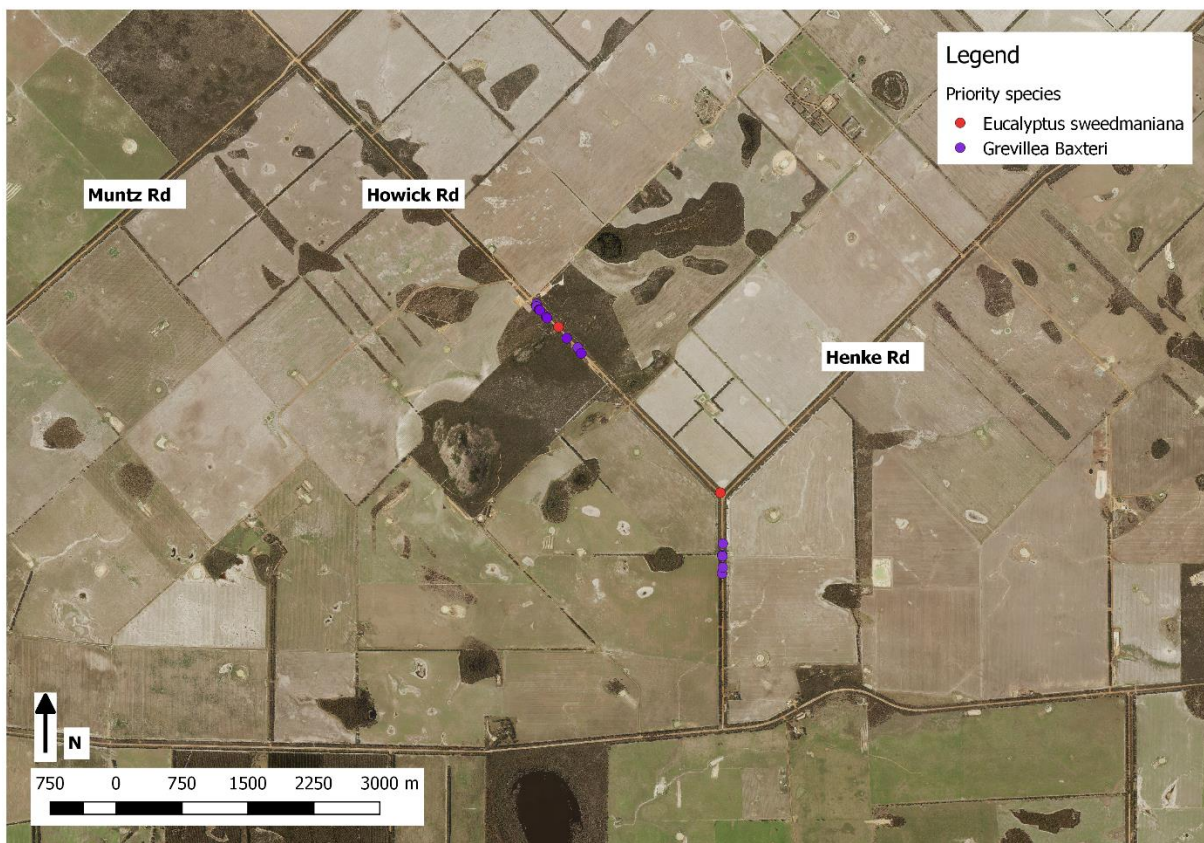 Legend
Priority species
Eucalyptus sweedmaniana
Grevillea Baxteri
Muntz Rd
Howick Rd
Henke Rd
N
750 0 750 1500 2250 3000 m